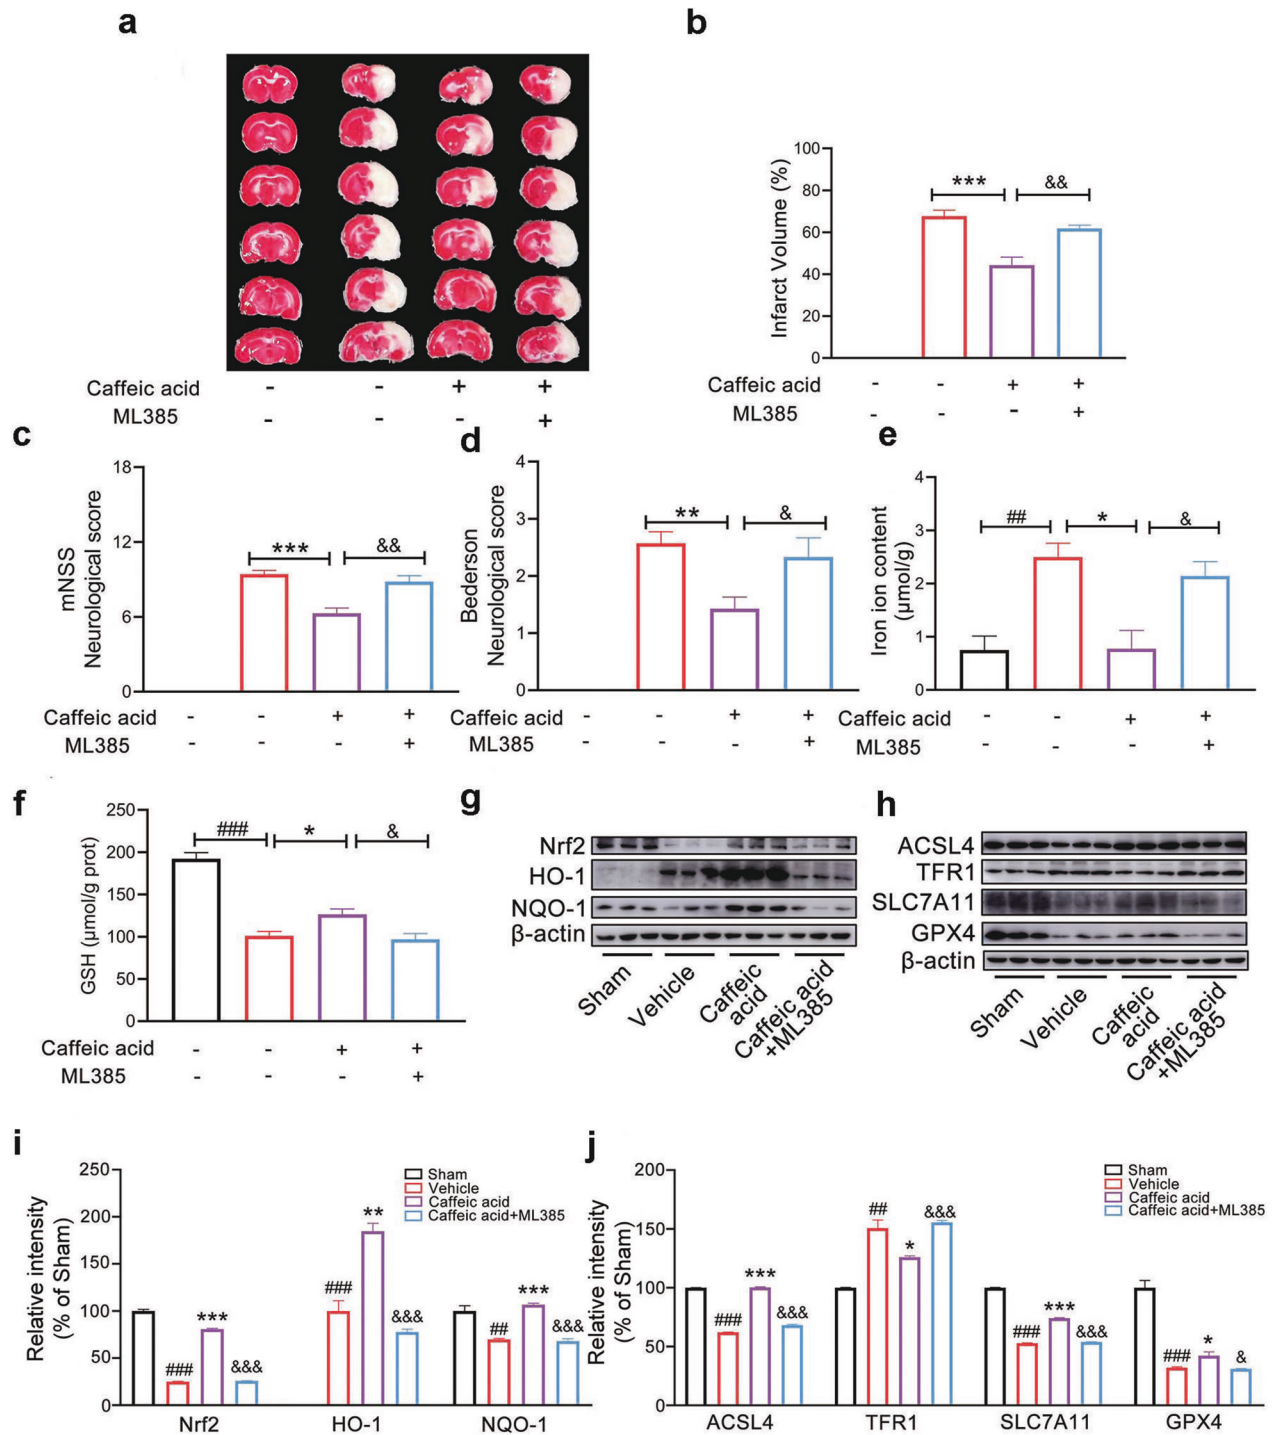 a
Caffeic acid - - + +
ML385 - - - +
b
Infarct Volume (%)
100
80
60
40
20
0
*** &&
Caffeic acid - - + +
ML385 - - - +
c
mNSS
Neurological score
18
12
6
0
*** &&
Caffeic acid - - + +
ML385 - - - +
d
Bederson
Neurological score
4
3
2
1
0
** &
Caffeic acid - - + +
ML385 - - - +
e
Iron ion content
(μmol/g)
4
3
2
1
0
## * &
Caffeic acid - - + +
ML385 - - - +
f
GSH (μmol/g prot)
250
200
150
100
50
0
### * &
Caffeic acid - - + +
ML385 - - - +
g
Nrf2
HO-1
NQO-1
β-actin
Sham
Vehicle
Caffeic
acid
Caffeic acid
+ML385
h
ACSL4
TFR1
SLC7A11
GPX4
β-actin
Sham
Vehicle
Caffeic
acid
Caffeic acid
+ML385
i
Relative intensity
(% of Sham)
250
200
150
100
50
0
Sham
Vehicle
Caffeic acid
Caffeic acid+ML385
### *** &&&
### ** &&&
## *** &&&
Nrf2 HO-1 NQO-1
j
Relative intensity
(% of Sham)
200
150
100
50
0
Sham
Vehicle
Caffeic acid
Caffeic acid+ML385
### *** &&&
## * &&&
### *** &&&
### * &
ACSL4 TFR1 SLC7A11 GPX4